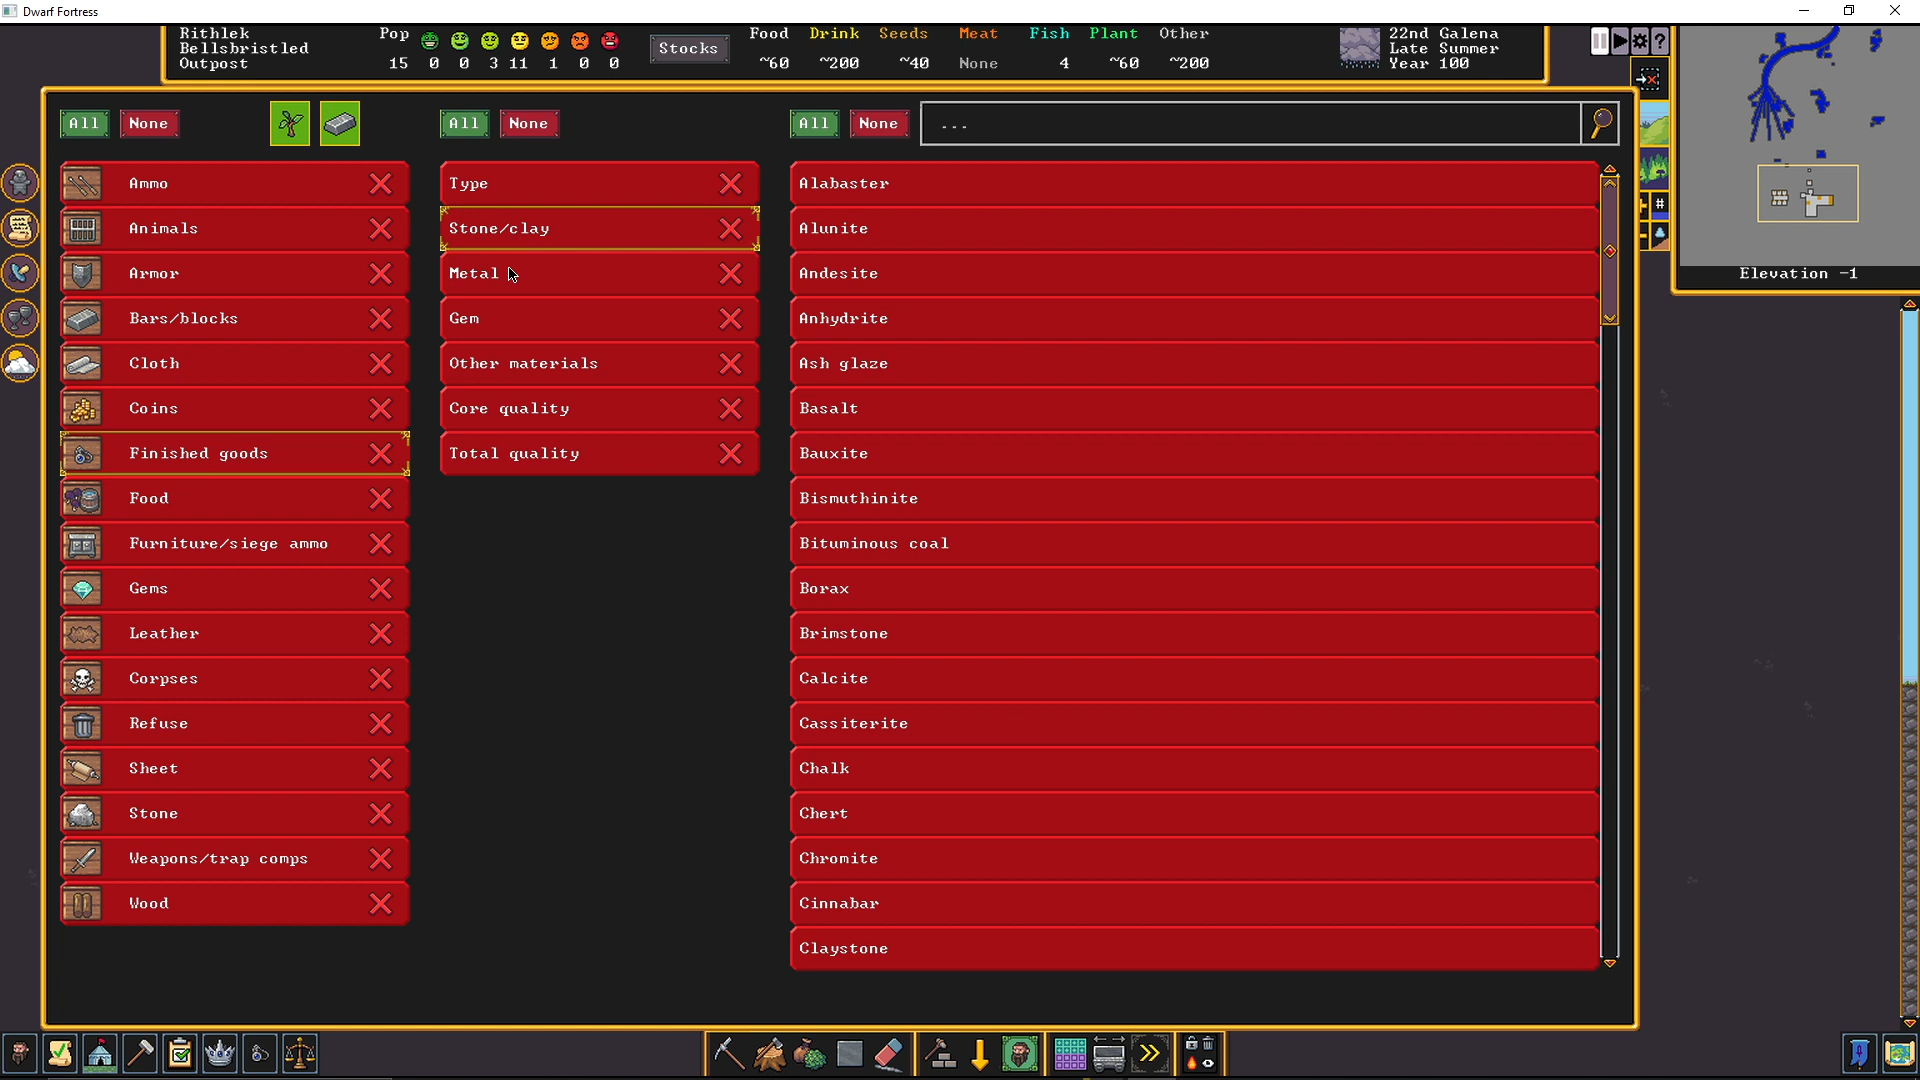 Dwarf Fortress
Rithlek
Bellsbristled
Outpost
Pop
15 0 0 3 11 1 0 0
Stocks
Food Drink Seeds Meat Fish Plant Other
~60 ~200 ~40 None 4 ~60 ~200
22nd Galena
Late Summer
Year 100
?
#
Elevation -1
All None
All None
All None
...
Ammo
Animals
Armor
Bars/blocks
Cloth
Coins
Finished goods
Food
Furniture/siege ammo
Gems
Leather
Corpses
Refuse
Sheet
Stone
Weapons/trap comps
Wood
Type
Stone/clay
Metal
Gem
Other materials
Core quality
Total quality
Alabaster
Alunite
Andesite
Anhydrite
Ash glaze
Basalt
Bauxite
Bismuthinite
Bituminous coal
Borax
Brimstone
Calcite
Cassiterite
Chalk
Chert
Chromite
Cinnabar
Claystone